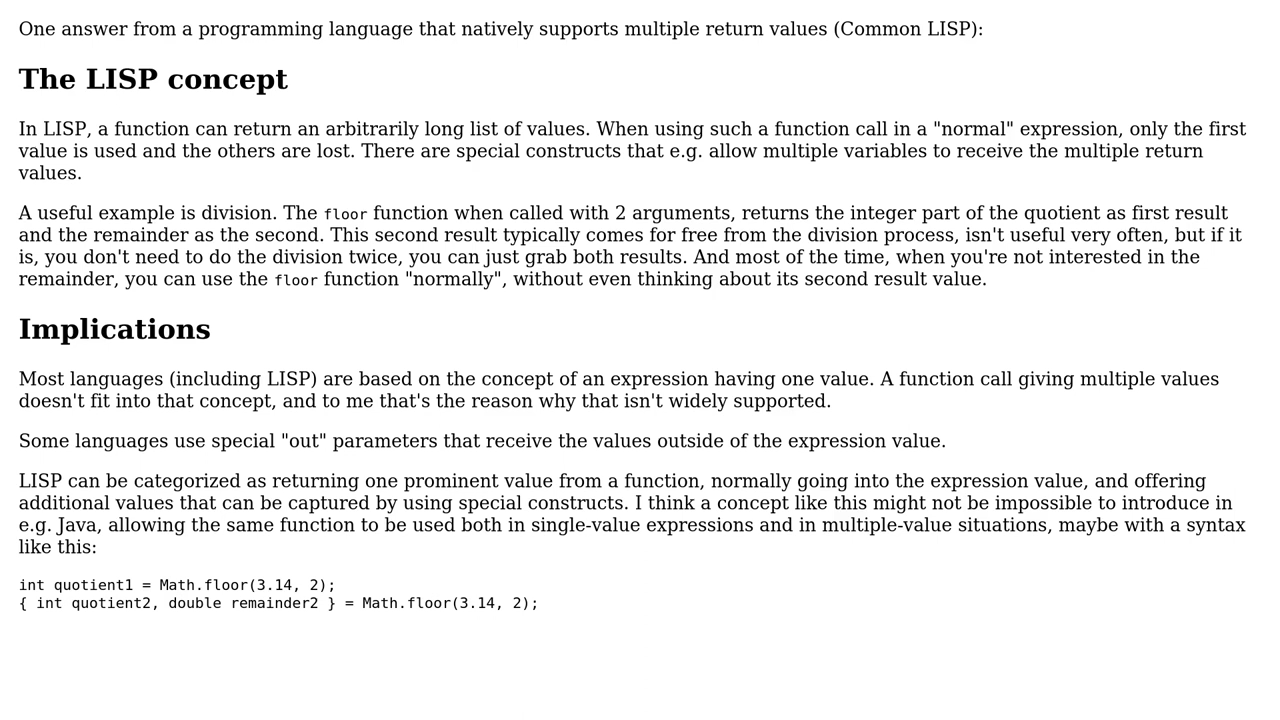 One answer from a programming language that natively supports multiple return values (Common LISP):
The LISP concept
In LISP, a function can return an arbitrarily long list of values. When using such a function call in a "normal" expression, only the first
value is used and the others are lost. There are special constructs that e.g. allow multiple variables to receive the multiple return
values.
A useful example is division. The floor function when called with 2 arguments, returns the integer part of the quotient as first result
and the remainder as the second. This second result typically comes for free from the division process, isn't useful very often, but if it
is, you don't need to do the division twice, you can just grab both results. And most of the time, when you're not interested in the
remainder, you can use the floor function "normally", without even thinking about its second result value.
Implications
Most languages (including LISP) are based on the concept of an expression having one value. A function call giving multiple values
doesn't fit into that concept, and to me that's the reason why that isn't widely supported.
Some languages use special "out" parameters that receive the values outside of the expression value.
LISP can be categorized as returning one prominent value from a function, normally going into the expression value, and offering
additional values that can be captured by using special constructs. I think a concept like this might not be impossible to introduce in
e.g. Java, allowing the same function to be used both in single-value expressions and in multiple-value situations, maybe with a syntax
like this:
int quotient1 = Math.floor(3.14, 2);
{ int quotient2, double remainder2 } = Math.floor(3.14, 2);